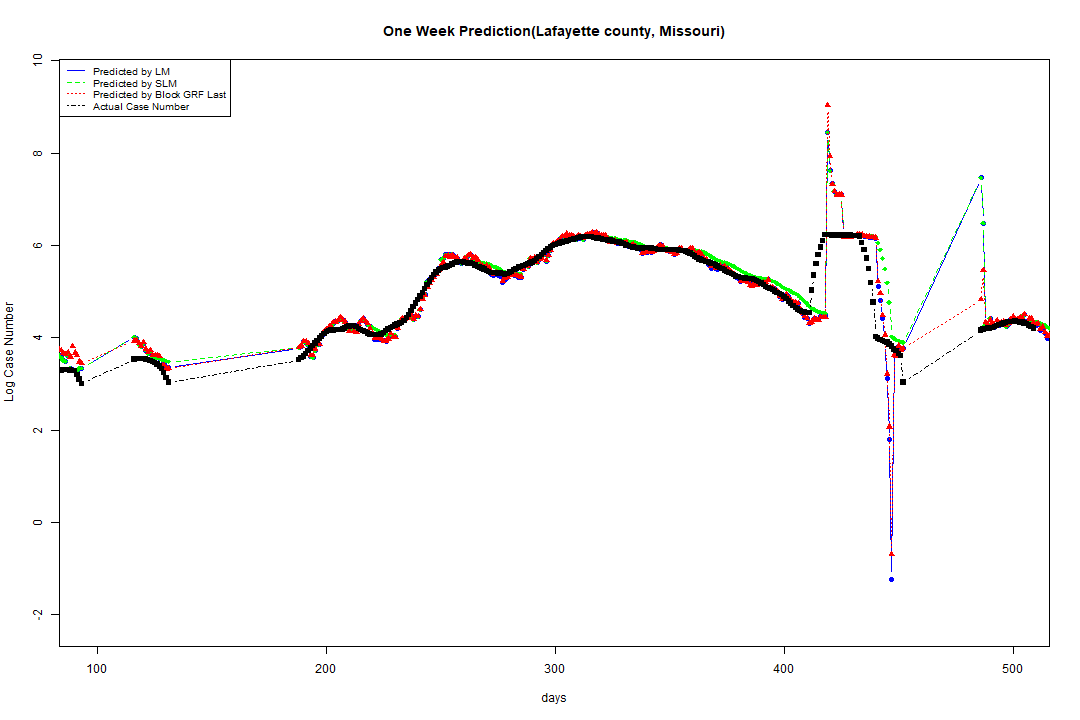 One Week Prediction(Lafayette county, Missouri)
Predicted by LM
Predicted by SLM
Predicted by Block GRF Last
Actual Case Number
10
8
6
4
2
0
-2
Log Case Number
100 200 300 400 500
days